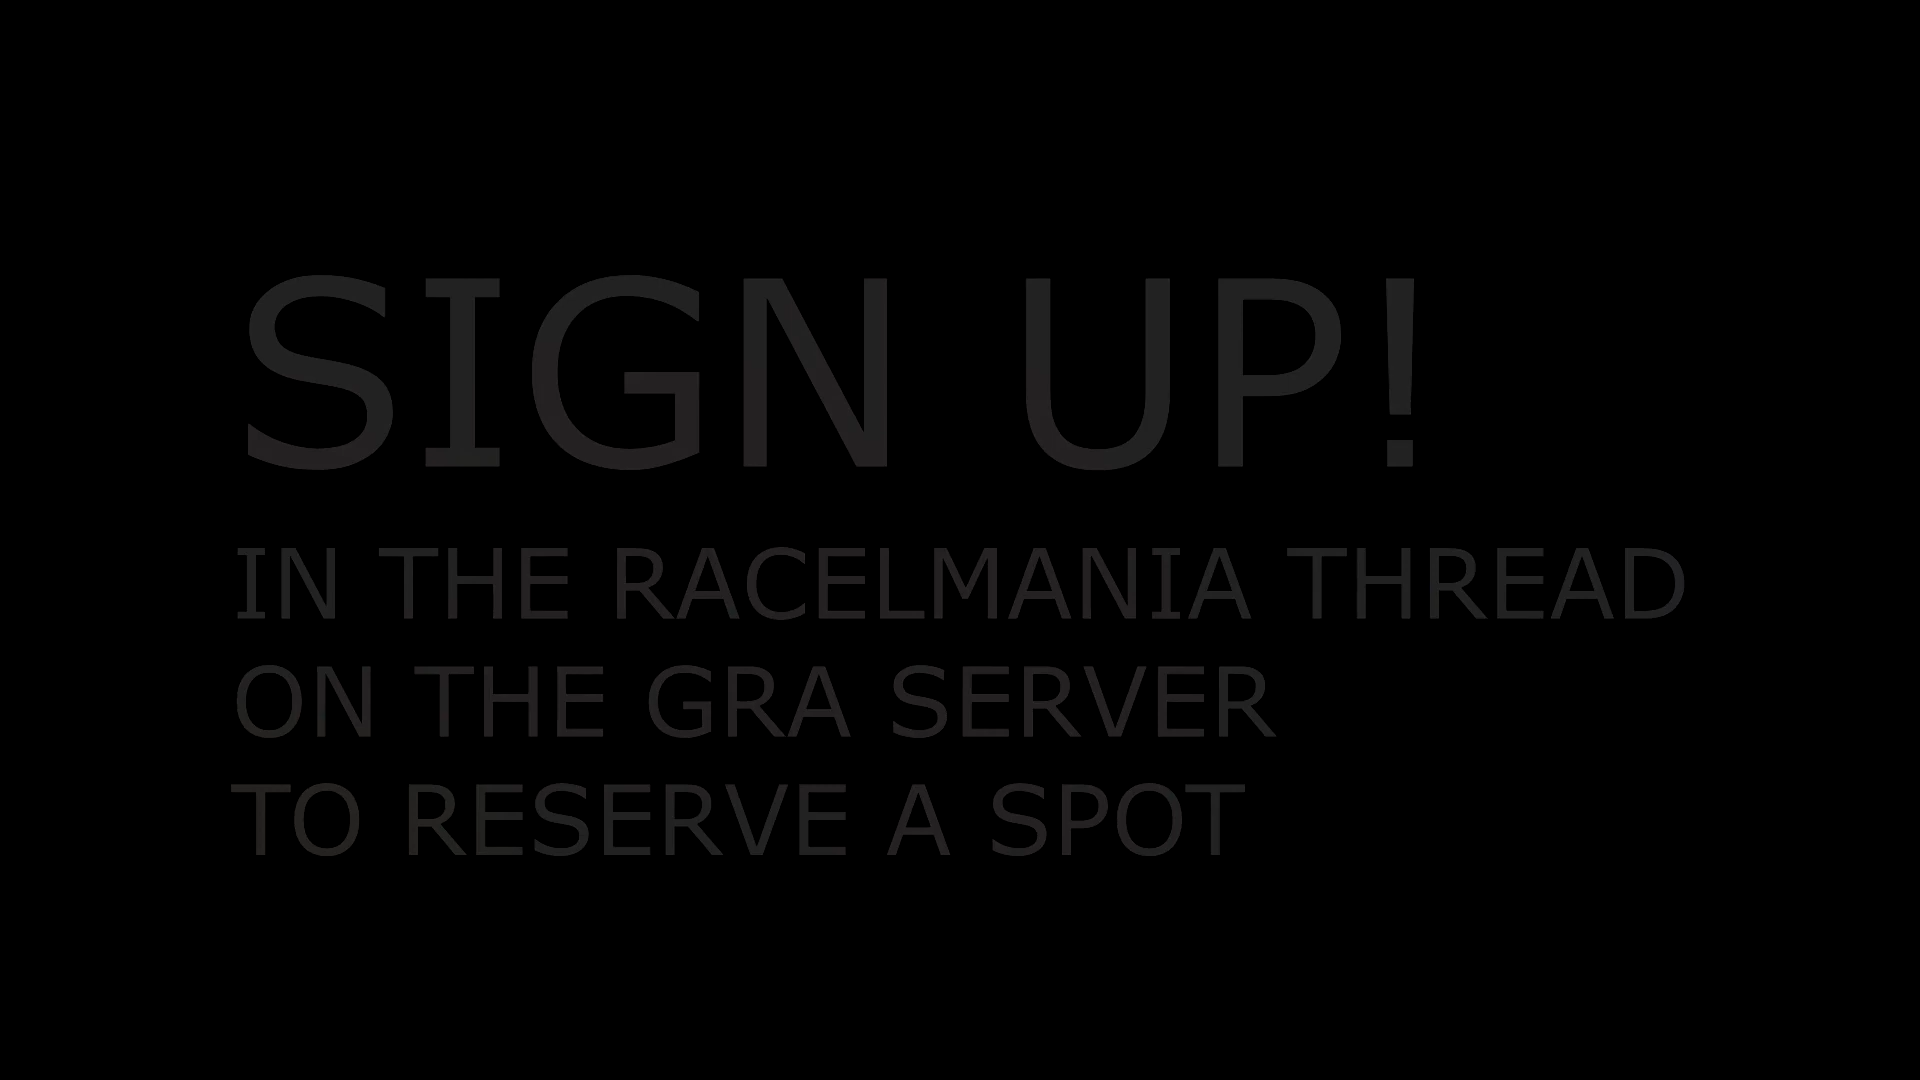 SIGN UP!
IN THE RACELMANIA THREAD
ON THE GRA SERVER
TO RESERVE A SPOT